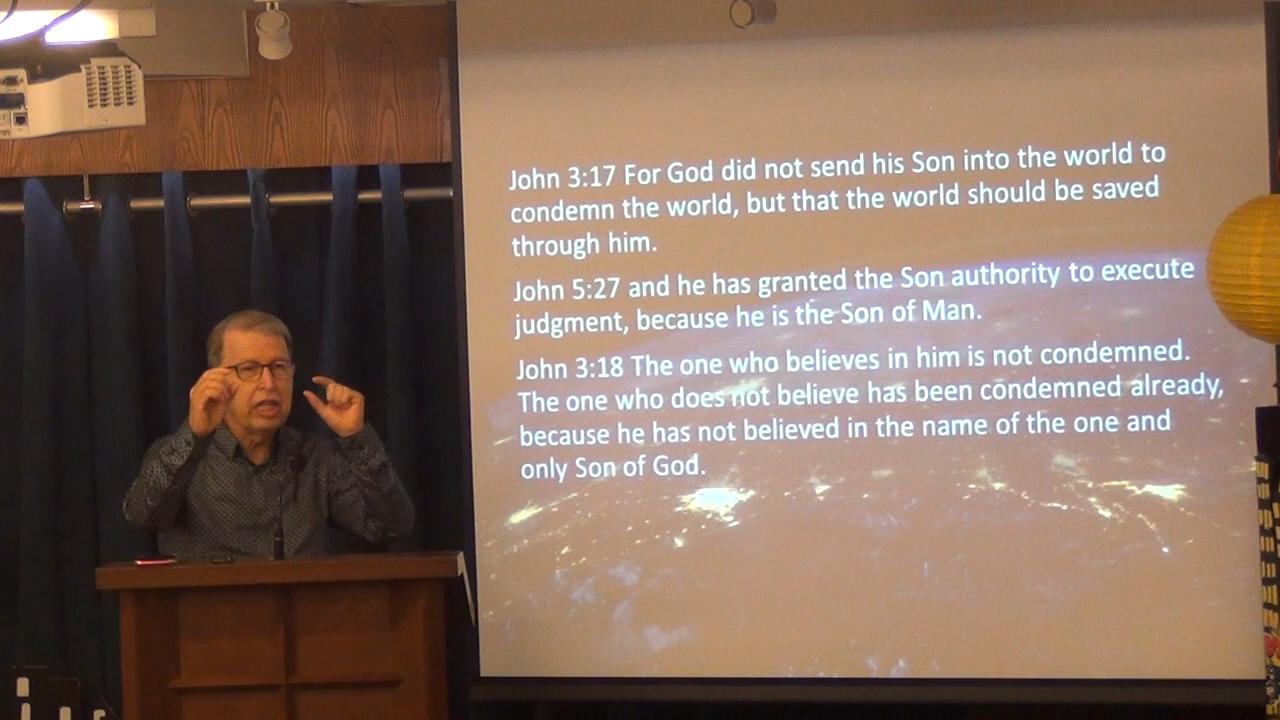 John 3:17 For God did not send his Son into the world to
condemn the world, but that the world should be saved
through him.
John 5:27 and he has granted the Son authority to execute
judgment, because he is the Son of Man.
John 3:18 The one who believes in him is not condemned.
The one who does not believe has been condemned already,
because he has not believed in the name of the one and
only Son of God.